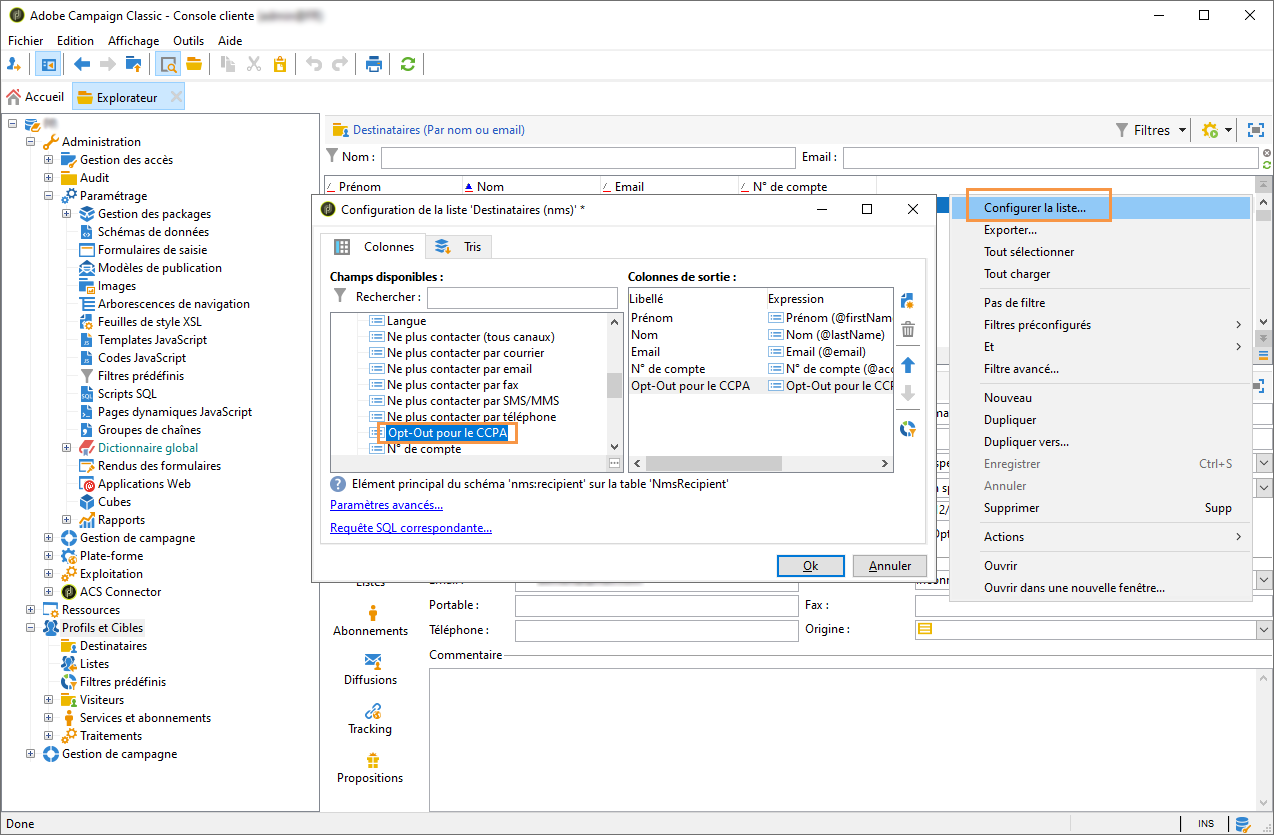 Adobe Campaign Classic - Console cliente
Fichier Edition Affichage Outils Aide
Accueil
Explorateur
Administration
Gestion des accès
Audit
Paramétrage
Gestion des packages
Schémas de données
Formulaires de saisie
Modèles de publication
Images
Arborescences de navigation
Feuilles de style XSL
Templates JavaScript
Codes JavaScript
Filtres prédéfinis
Scripts SQL
Pages dynamiques JavaScript
Groupes de chaînes
Dictionnaire global
Rendus des formulaires
Applications Web
Cubes
Rapports
Gestion de campagne
Plate-forme
Exploitation
ACS Connector
Ressources
Profils et Cibles
Destinataires
Listes
Filtres prédéfinis
Visiteurs
Services et abonnements
Traitements
Gestion de campagne
Destinataires (Par nom ou email)
Filtres
Nom :
Email :
Prénom Nom Email N° de compte
Configuration de la liste 'Destinataires (nms)' *
Colonnes
Tris
Champs disponibles :
Rechercher :
Langue
Ne plus contacter (tous canaux)
Ne plus contacter par courrier
Ne plus contacter par email
Ne plus contacter par fax
Ne plus contacter par SMS/MMS
Ne plus contacter par téléphone
Opt-Out pour le CCPA
N° de compte
Colonnes de sortie :
Libellé Expression
Prénom Prénom (@firstNam
Nom Nom (@lastName)
Email Email (@email)
N° de compte N° de compte (@acc
Opt-Out pour le CCPA Opt-Out pour le CCP
Elément principal du schéma 'nms:recipient' sur la table 'NmsRecipient'
Paramètres avancés...
Requête SQL correspondante...
Ok
Annuler
Configurer la liste...
Exporter...
Tout sélectionner
Tout charger
Pas de filtre
Filtres préconfigurés
Et
Filtre avancé...
Nouveau
Dupliquer
Dupliquer vers...
Enregistrer Ctrl+S
Annuler
Supprimer Supp
Actions
Ouvrir
Ouvrir dans une nouvelle fenêtre...
Listes
Abonnements
Diffusions
Tracking
Propositions
Email :
Portable :
Fax :
Téléphone :
Origine :
Commentaire
Done
INS